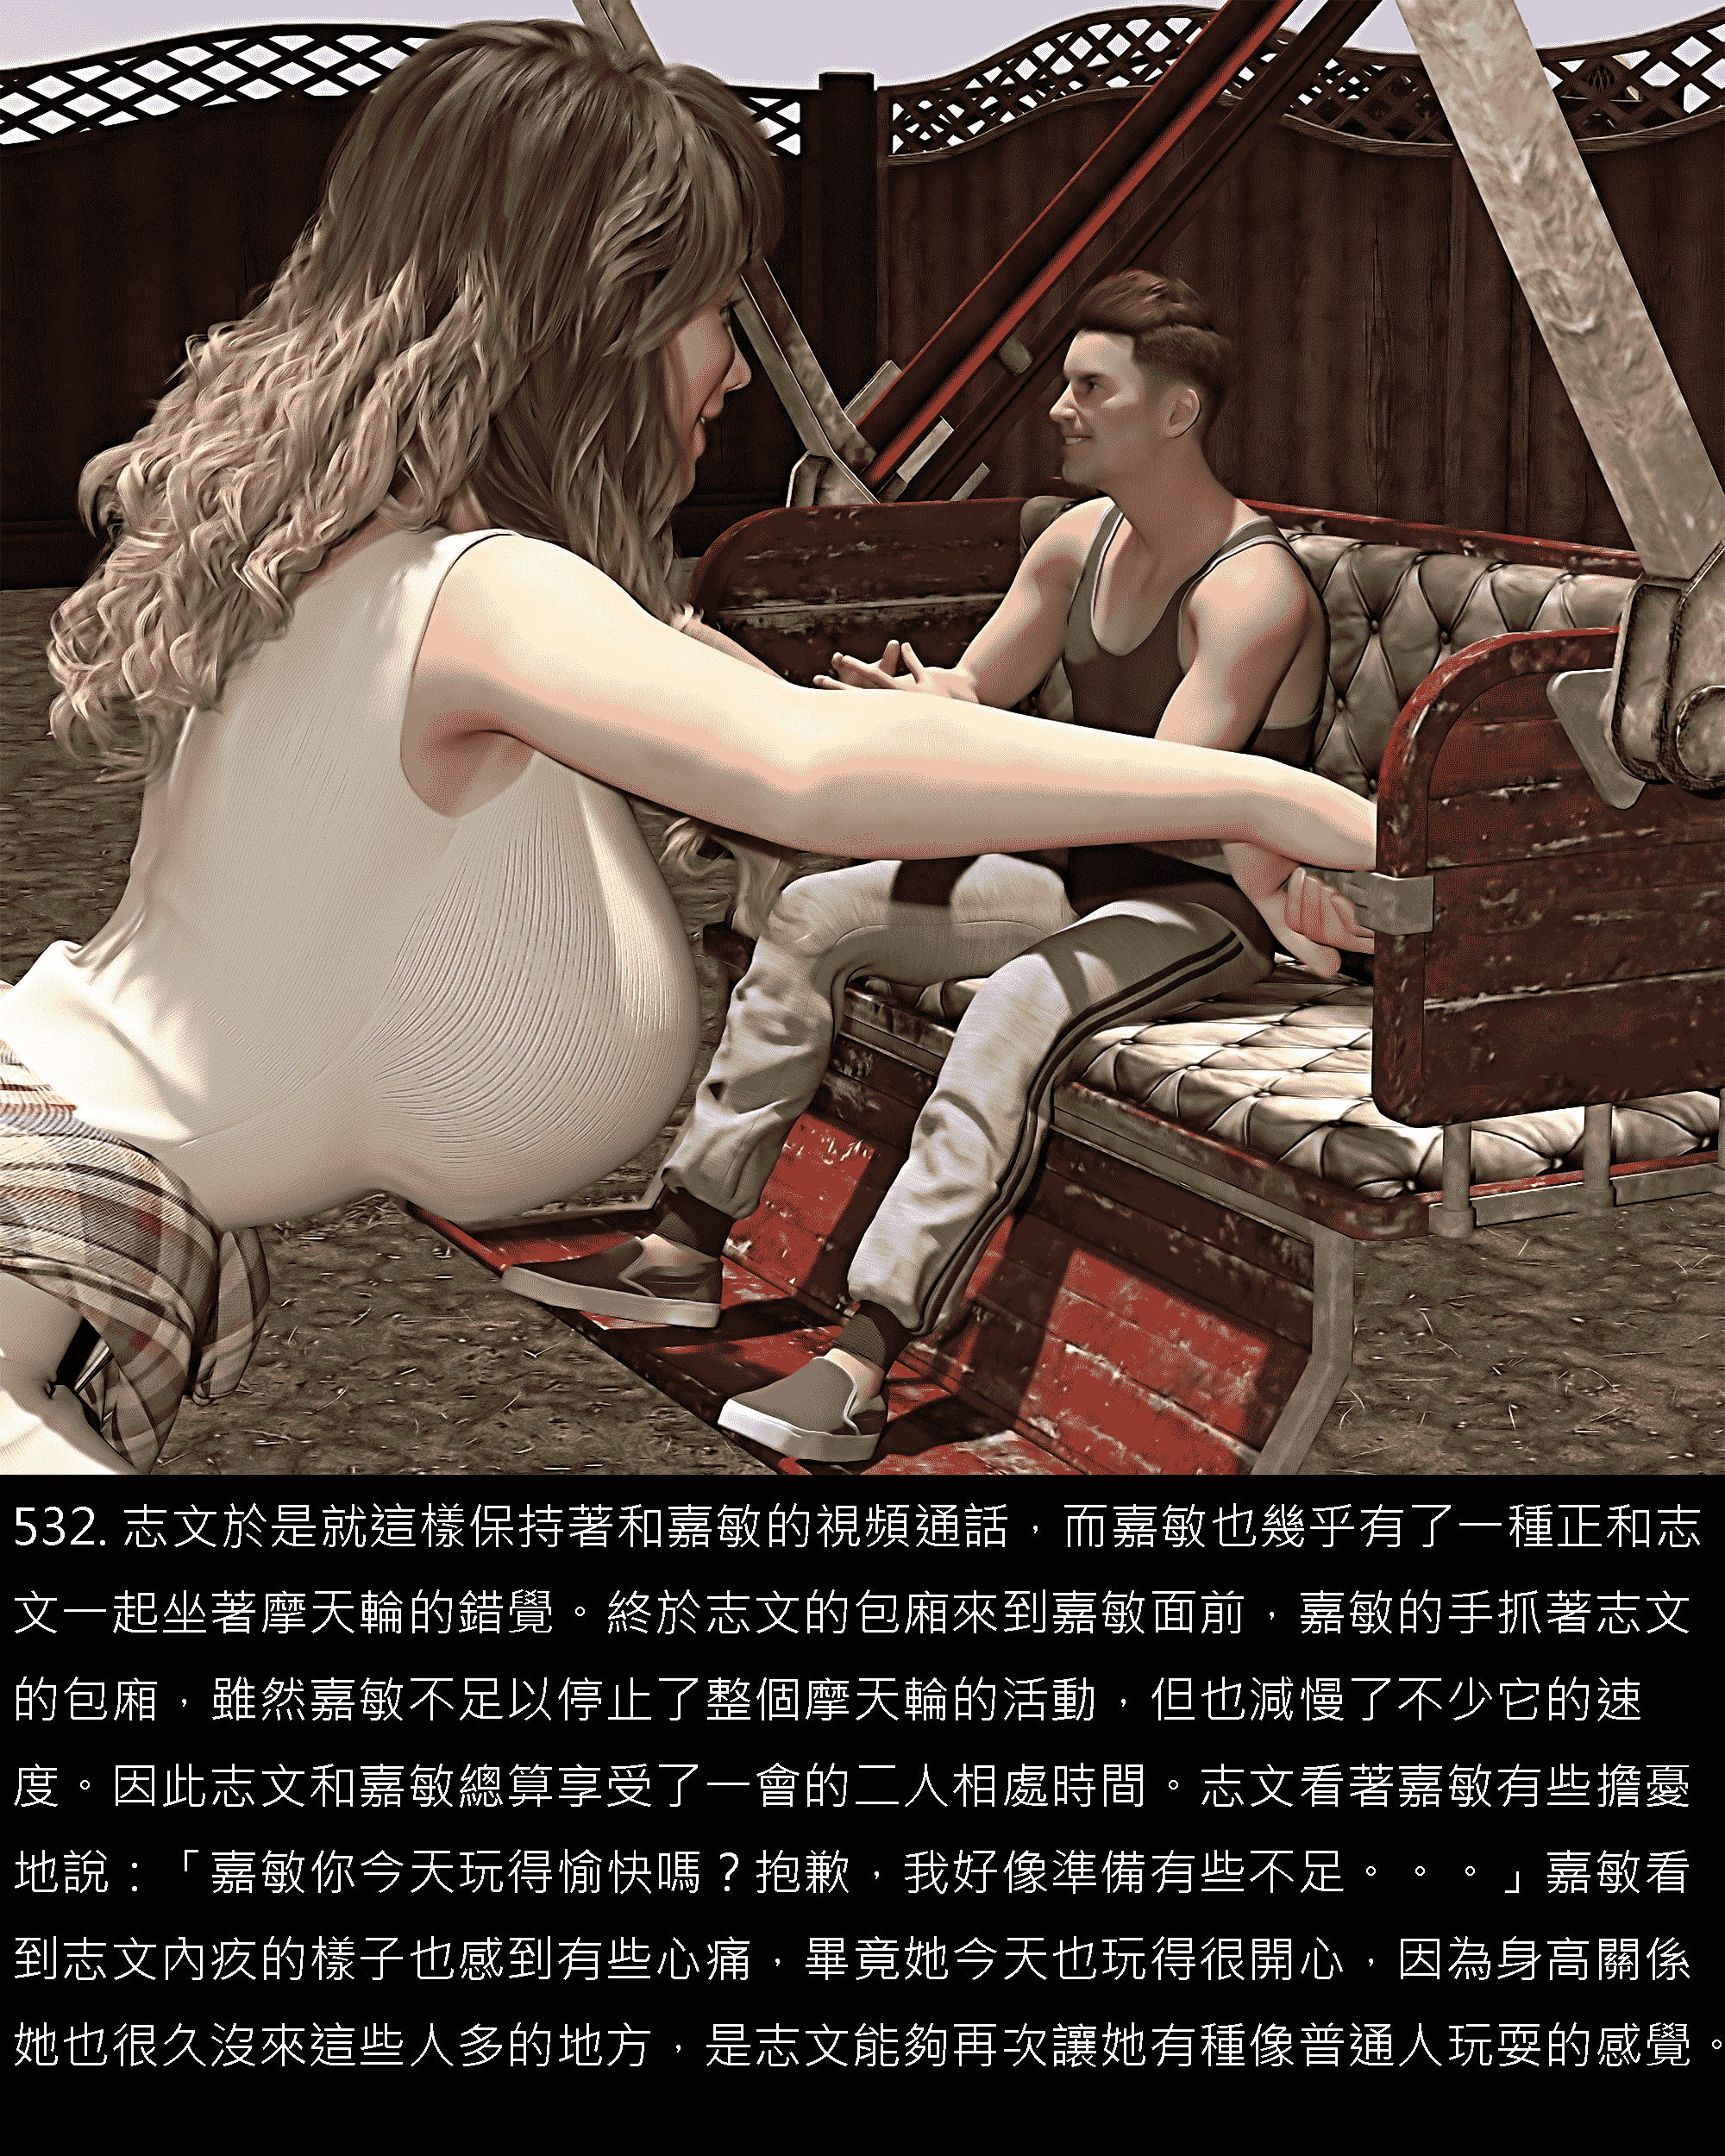 532. 志文於是就這樣保持著和嘉敏的視頻通話，而嘉敏也幾乎有了一種正和志
文一起坐著摩天輪的錯覺。終於志文的包廂來到嘉敏面前，嘉敏的手抓著志文
的包廂，雖然嘉敏不足以停止了整個摩天輪的活動，但也減慢了不少它的速
度。因此志文和嘉敏總算享受了一會的二人相處時間。志文看著嘉敏有些擔憂
地說：「嘉敏你今天玩得愉快嗎？抱歉，我好像準備有些不足。。。」嘉敏看
到志文內疚的樣子也感到有些心痛，畢竟她今天也玩得很開心，因為身高關係
她也很久沒來這些人多的地方，是志文能夠再次讓她有種像普通人玩耍的感覺。